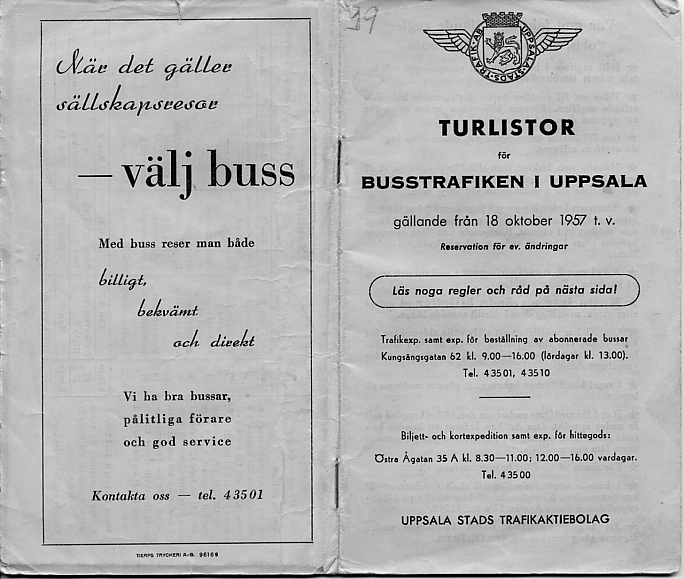 När det gäller
sällskapsresor
— välj buss
Med buss reser man både
billigt,
bekvämt
och direkt
Vi ha bra bussar,
pålitliga förare
och god service
Kontakta oss — tel. 43501
TIERPS TRYCKERI A.-B. 96169
39
UPPSALA STADS TRAFIK AB
TURLISTOR
för
BUSSTRAFIKEN I UPPSALA
gällande från 18 oktober 1957 t. v.
Reservation för ev. ändringar
Läs noga regler och råd på nästa sida!
Trafikexp. samt exp. för beställning av abonnerade bussar
Kungsängsgatan 62 kl. 9.00—16.00 (lördagar kl. 13.00).
Tel. 43501, 43510
Biljett- och kortexpedition samt exp. för hittegods:
Östra Ågatan 35 A kl. 8.30—11.00; 12.00—16.00 vardagar.
Tel. 43500
UPPSALA STADS TRAFIKAKTIEBOLAG